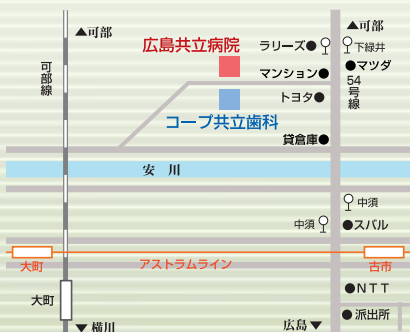 ▲可部
▲可部
広島共立病院
ラリーズ●
下緑井
可部線
●マツダ
マンション●
54号線
トヨタ●
コープ共立歯科
貸倉庫●
安 川
中須
中須
●スバル
アストラムライン
大町
古市
●NTT
大町
●派出所
▼横川
広島▼